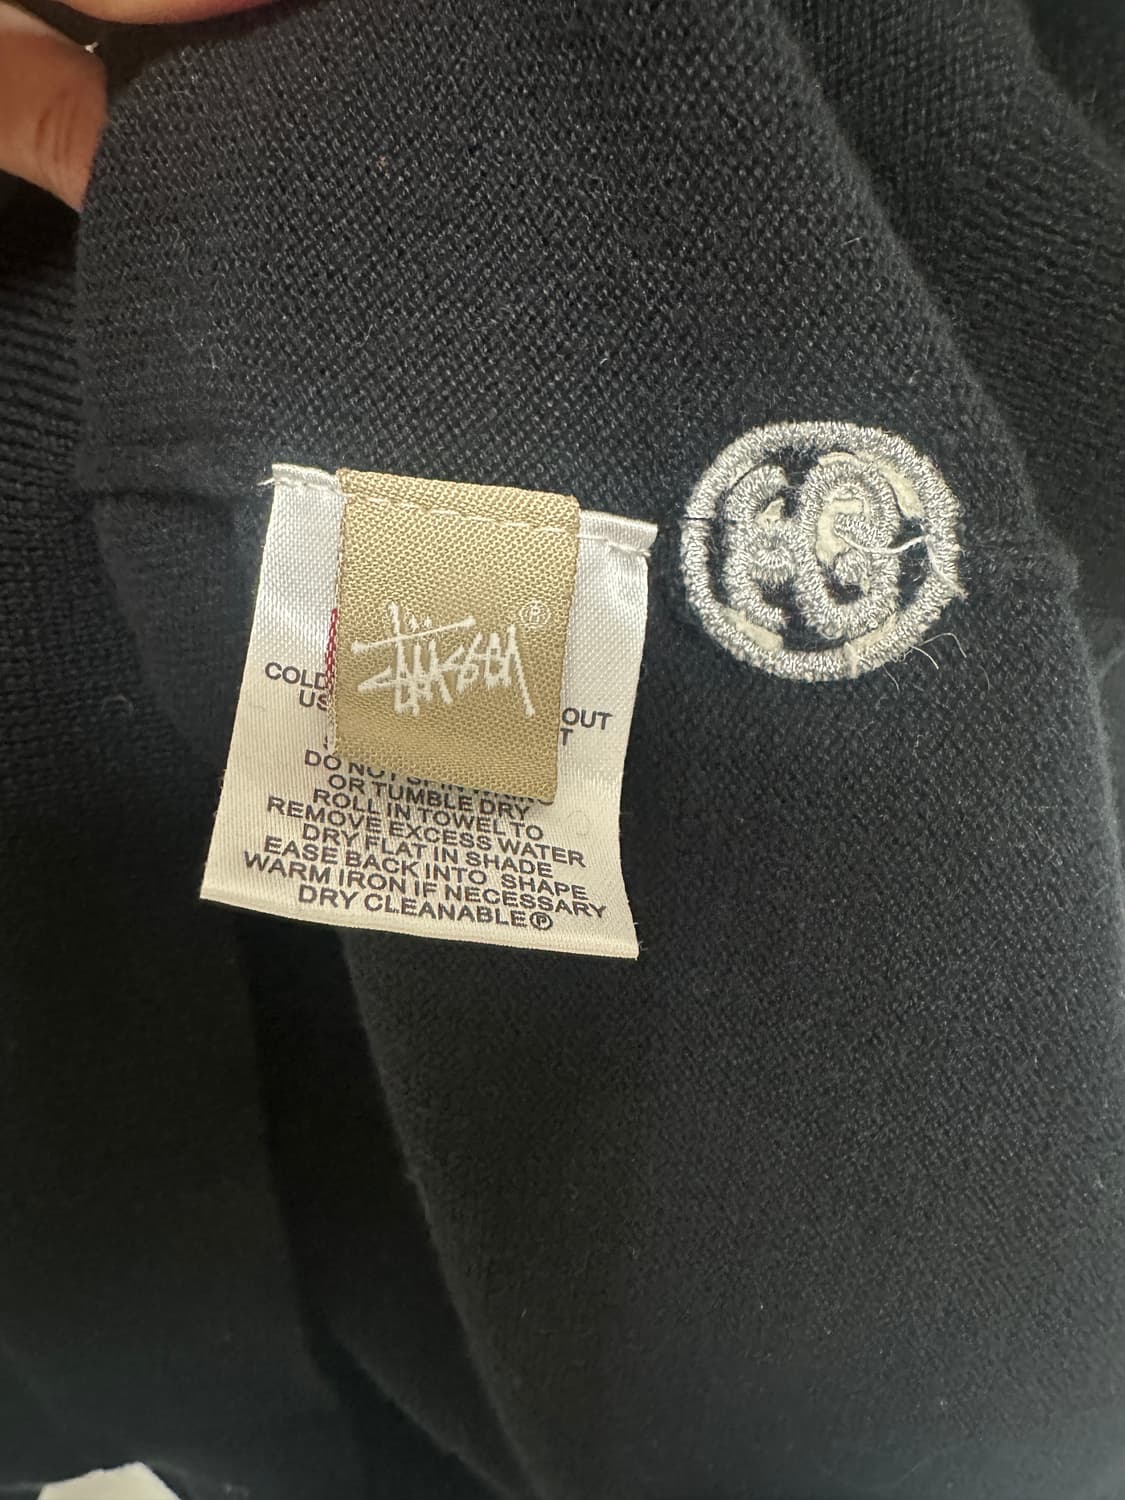 Stüssy ®
COLD
US OUT
T
DO NOT SPIN
OR TUMBLE DRY
ROLL IN TOWEL TO
REMOVE EXCESS WATER
DRY FLAT IN SHADE
EASE BACK INTO SHAPE
WARM IRON IF NECESSARY
DRY CLEANABLE Ⓟ